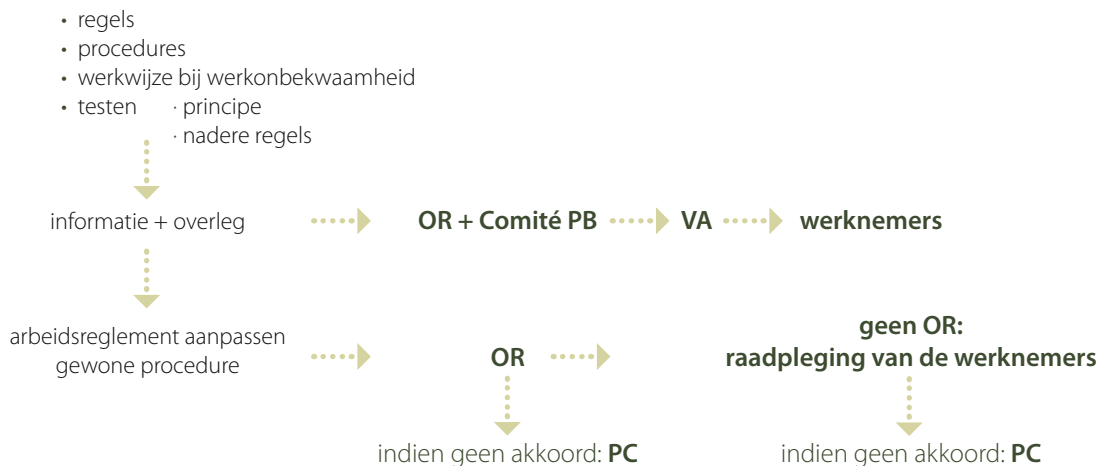 • regels
• procedures
• werkwijze bij werkonbekwaamheid
• testen · principe
· nadere regels
informatie + overleg OR + Comité PB VA werknemers
arbeidsreglement aanpassen
gewone procedure
OR
geen OR:
raadpleging van de werknemers
indien geen akkoord: PC indien geen akkoord: PC